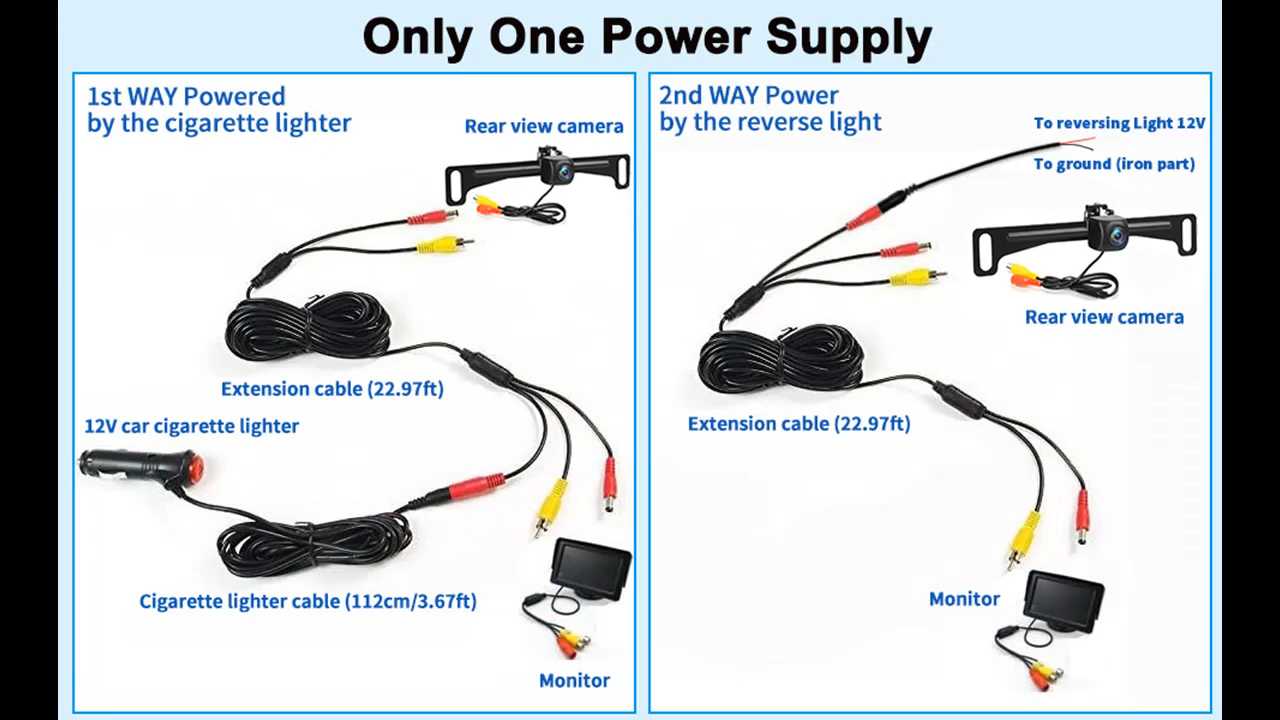 Only One Power Supply
1st WAY Powered
by the cigarette lighter
Rear view camera
Extension cable (22.97ft)
12V car cigarette lighter
Cigarette lighter cable (112cm/3.67ft)
Monitor
2nd WAY Power
by the reverse light
To reversing Light 12V
To ground (iron part)
Rear view camera
Extension cable (22.97ft)
Monitor